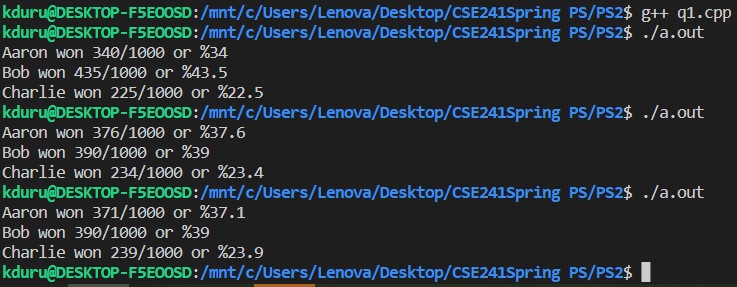 kduru@DESKTOP-F5EOOSD:/mnt/c/Users/Lenova/Desktop/CSE241Spring PS/PS2$ g++ q1.cpp
kduru@DESKTOP-F5EOOSD:/mnt/c/Users/Lenova/Desktop/CSE241Spring PS/PS2$ ./a.out
Aaron won 340/1000 or %34
Bob won 435/1000 or %43.5
Charlie won 225/1000 or %22.5
kduru@DESKTOP-F5EOOSD:/mnt/c/Users/Lenova/Desktop/CSE241Spring PS/PS2$ ./a.out
Aaron won 376/1000 or %37.6
Bob won 390/1000 or %39
Charlie won 234/1000 or %23.4
kduru@DESKTOP-F5EOOSD:/mnt/c/Users/Lenova/Desktop/CSE241Spring PS/PS2$ ./a.out
Aaron won 371/1000 or %37.1
Bob won 390/1000 or %39
Charlie won 239/1000 or %23.9
kduru@DESKTOP-F5EOOSD:/mnt/c/Users/Lenova/Desktop/CSE241Spring PS/PS2$